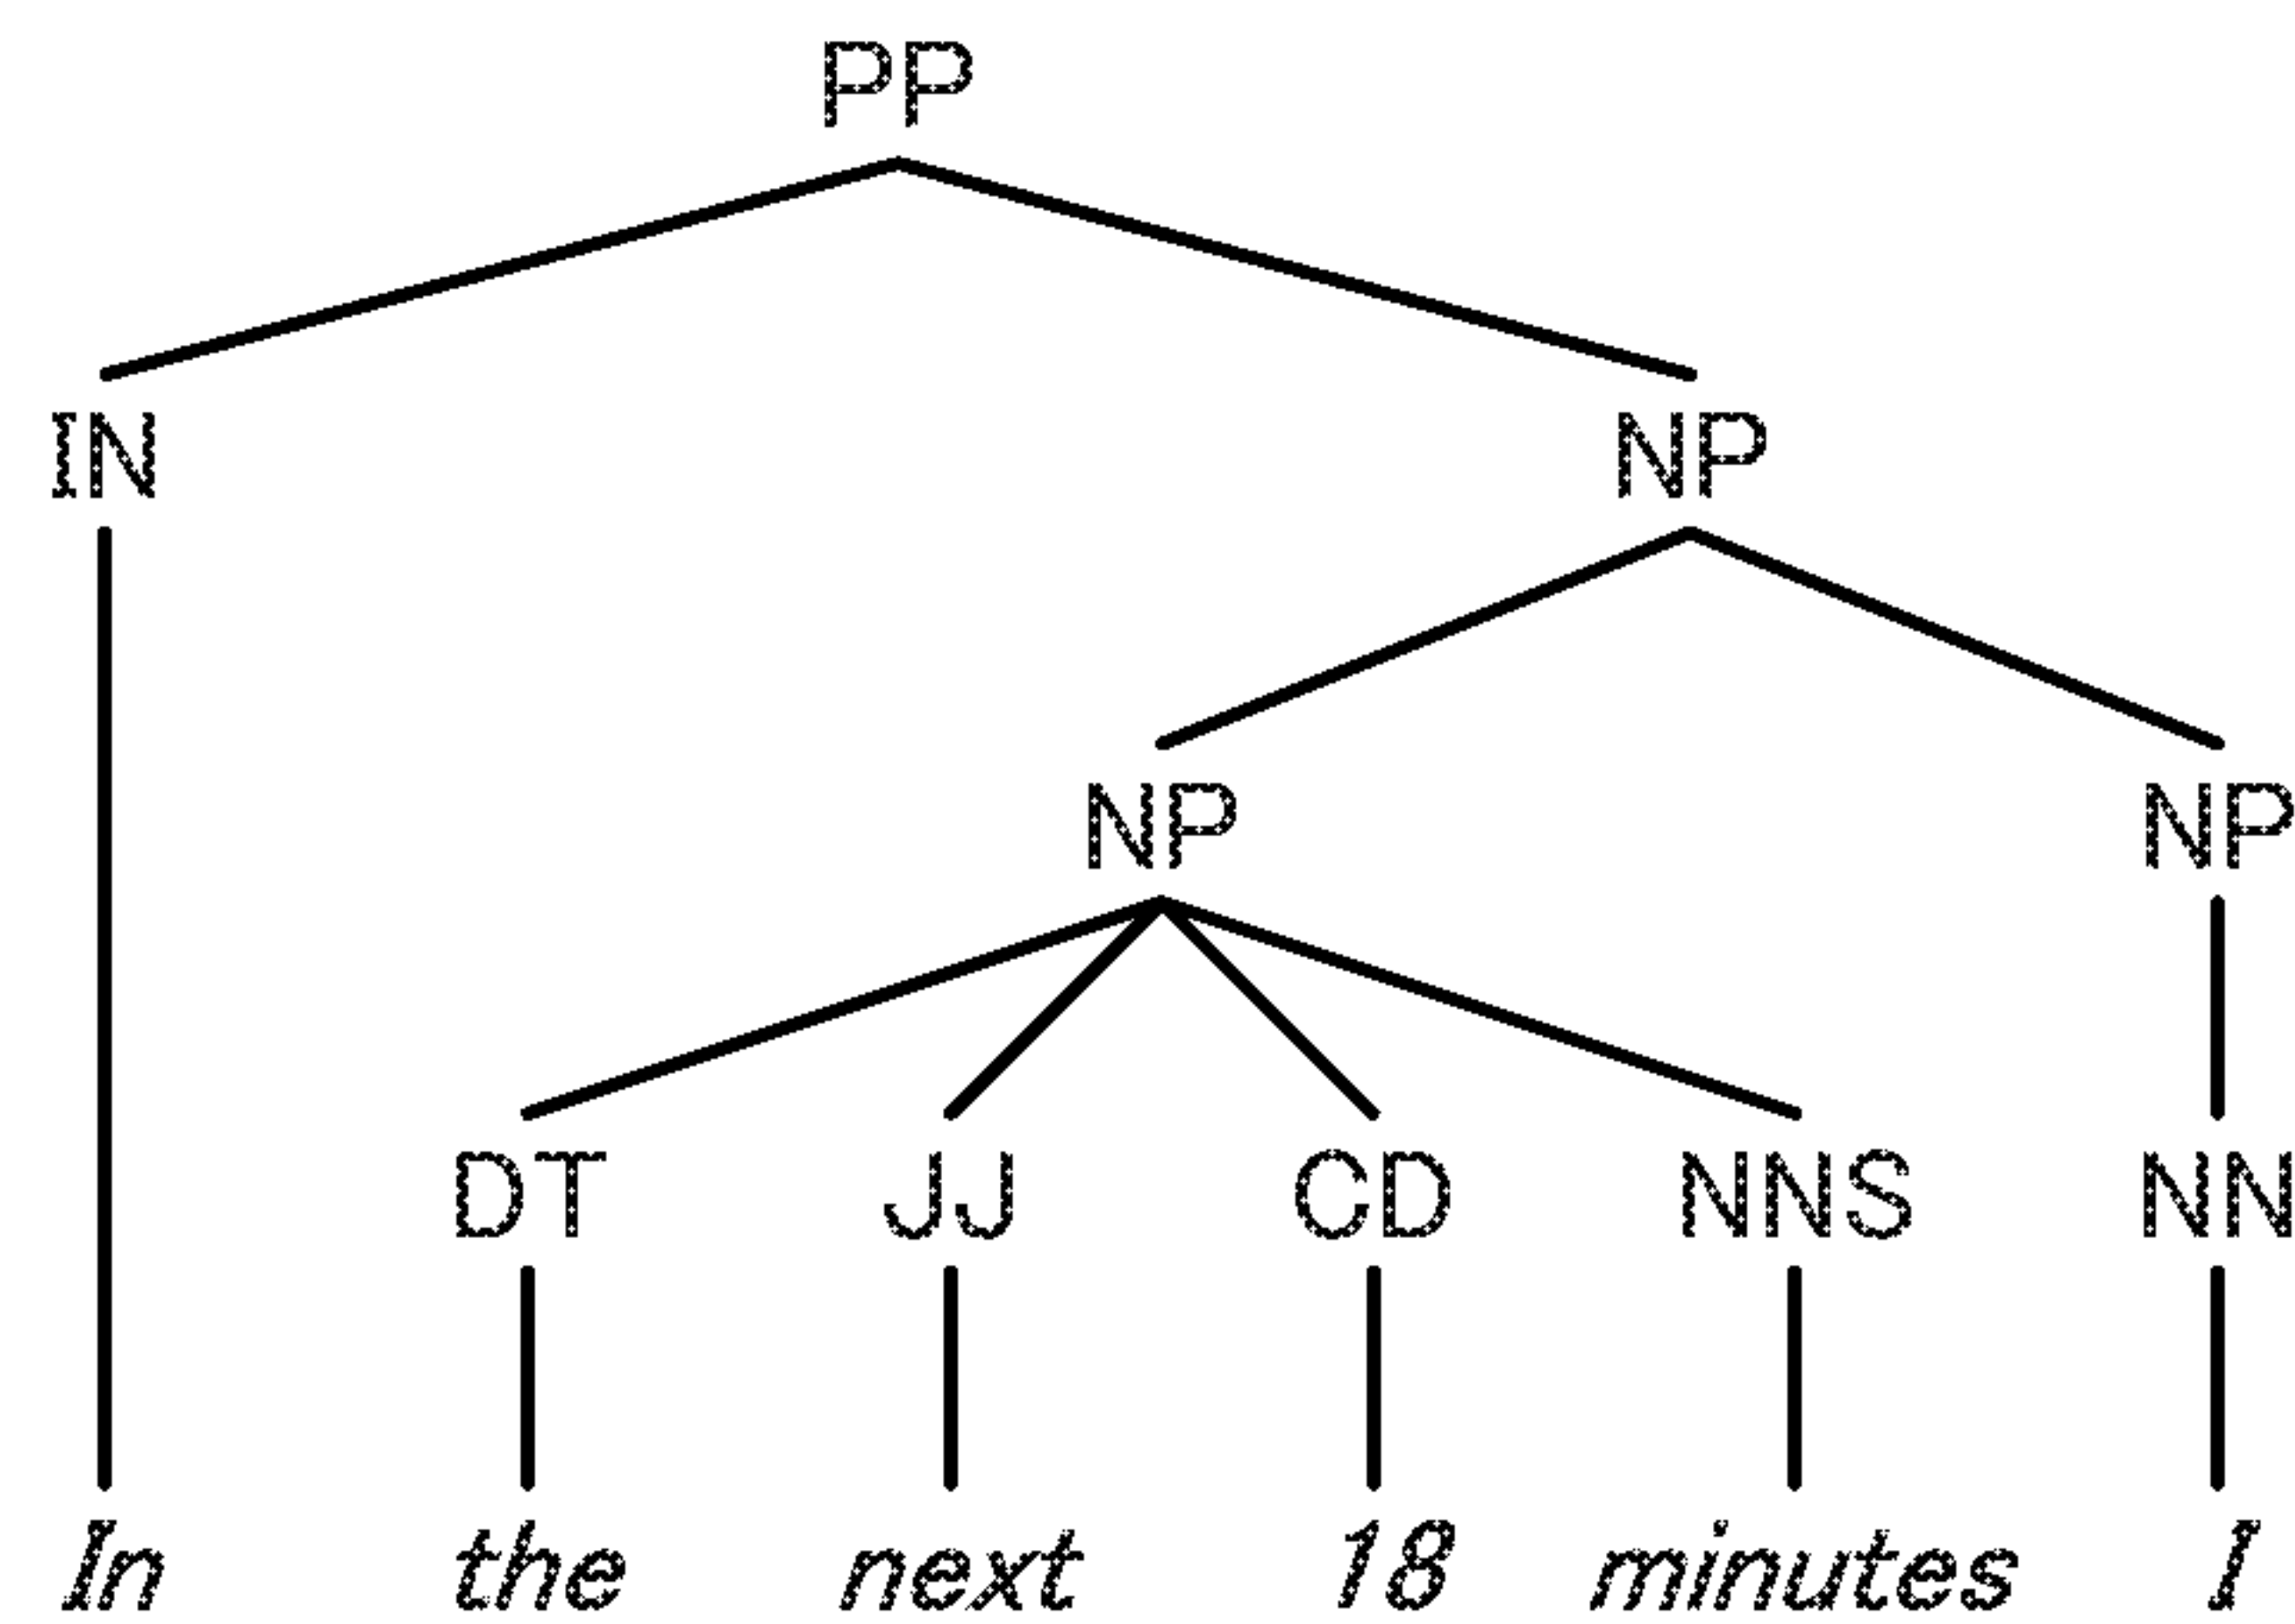 PP
IN NP
NP NP
DT JJ CD NNS NN
In the next 18 minutes I